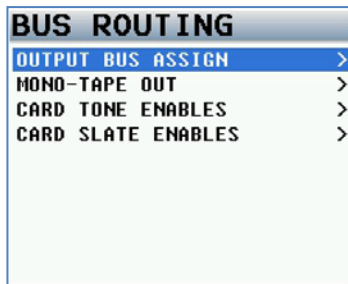 BUS ROUTING
OUTPUT BUS ASSIGN >
MONO-TAPE OUT >
CARD TONE ENABLES >
CARD SLATE ENABLES >